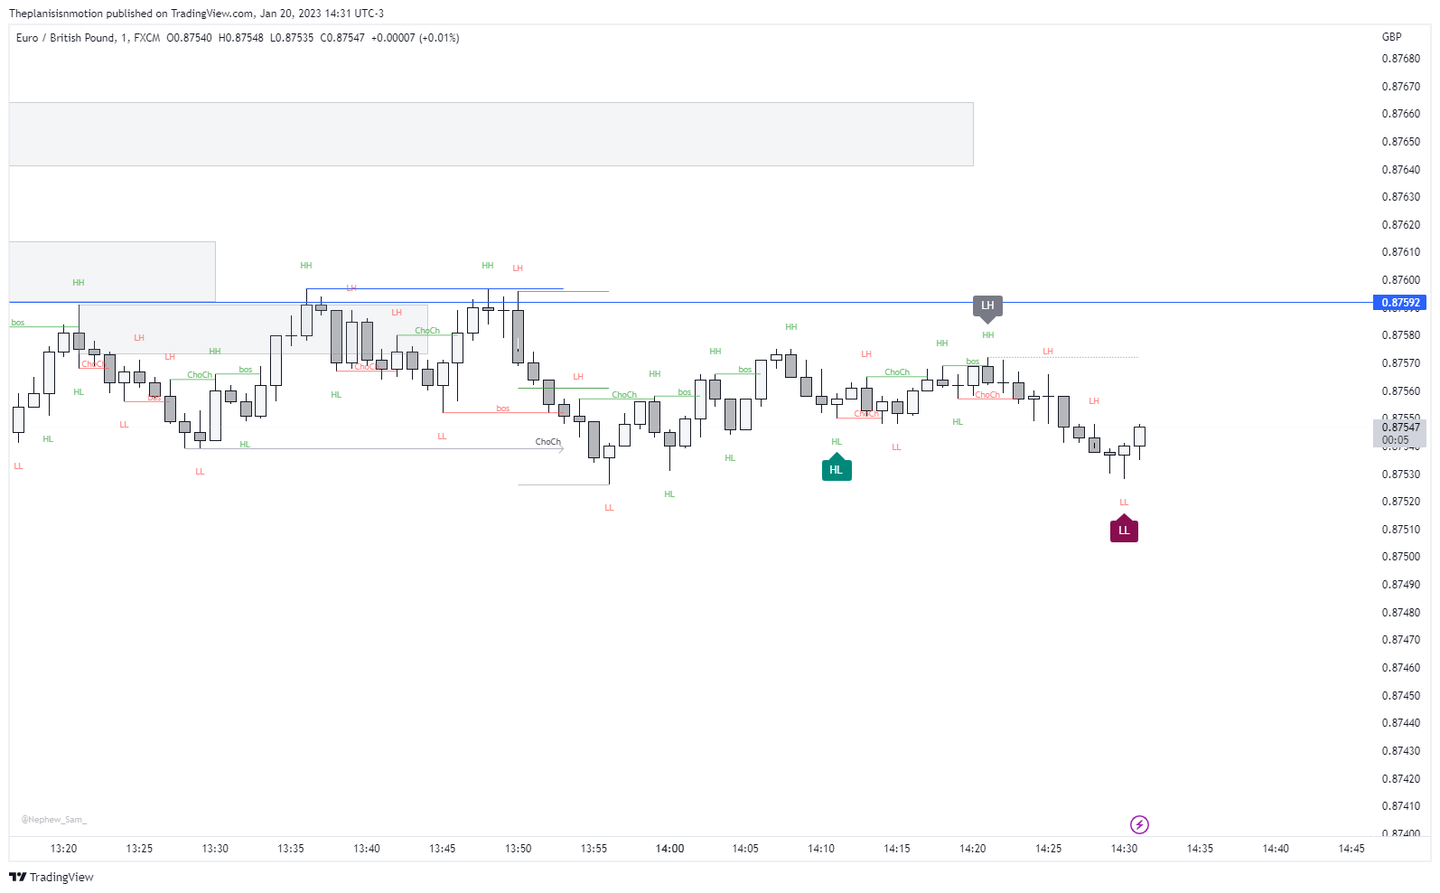 Theplanisisnmotion published on TradingView.com, Jan 20, 2023 14:31 UTC-3
Euro / British Pound, 1, FXCM O0.87540 H0.87548 L0.87535 C0.87547 +0.00007 (+0.01%)
GBP
0.87680
0.87670
0.87660
0.87650
0.87640
0.87630
0.87620
0.87610
HH HH LH
0.87600
HH LH
0.87592
LH
LH ChoCh
bos
HH HH
0.87580
LH HH HH LH HH LH
LH
ChoCh ChoCh bos
0.87570
ChoCh bos LH HH bos ChoCh
HL HL ChoCh bos ChoCh LH
0.87560
bos bos ChoCh
LL HL
0.87550
0.87547
00:05
HL HL LL ChoCh HL LL
HL
LL LL HL
0.87530
HL
LL LL
0.87520
LL
0.87510
0.87500
0.87490
0.87480
0.87470
0.87460
0.87450
0.87440
0.87430
0.87420
0.87410
@Nephew_Sam_
0.87400
13:20 13:25 13:30 13:35 13:40 13:45 13:50 13:55 14:00 14:05 14:10 14:15 14:20 14:25 14:30 14:35 14:40 14:45
TradingView